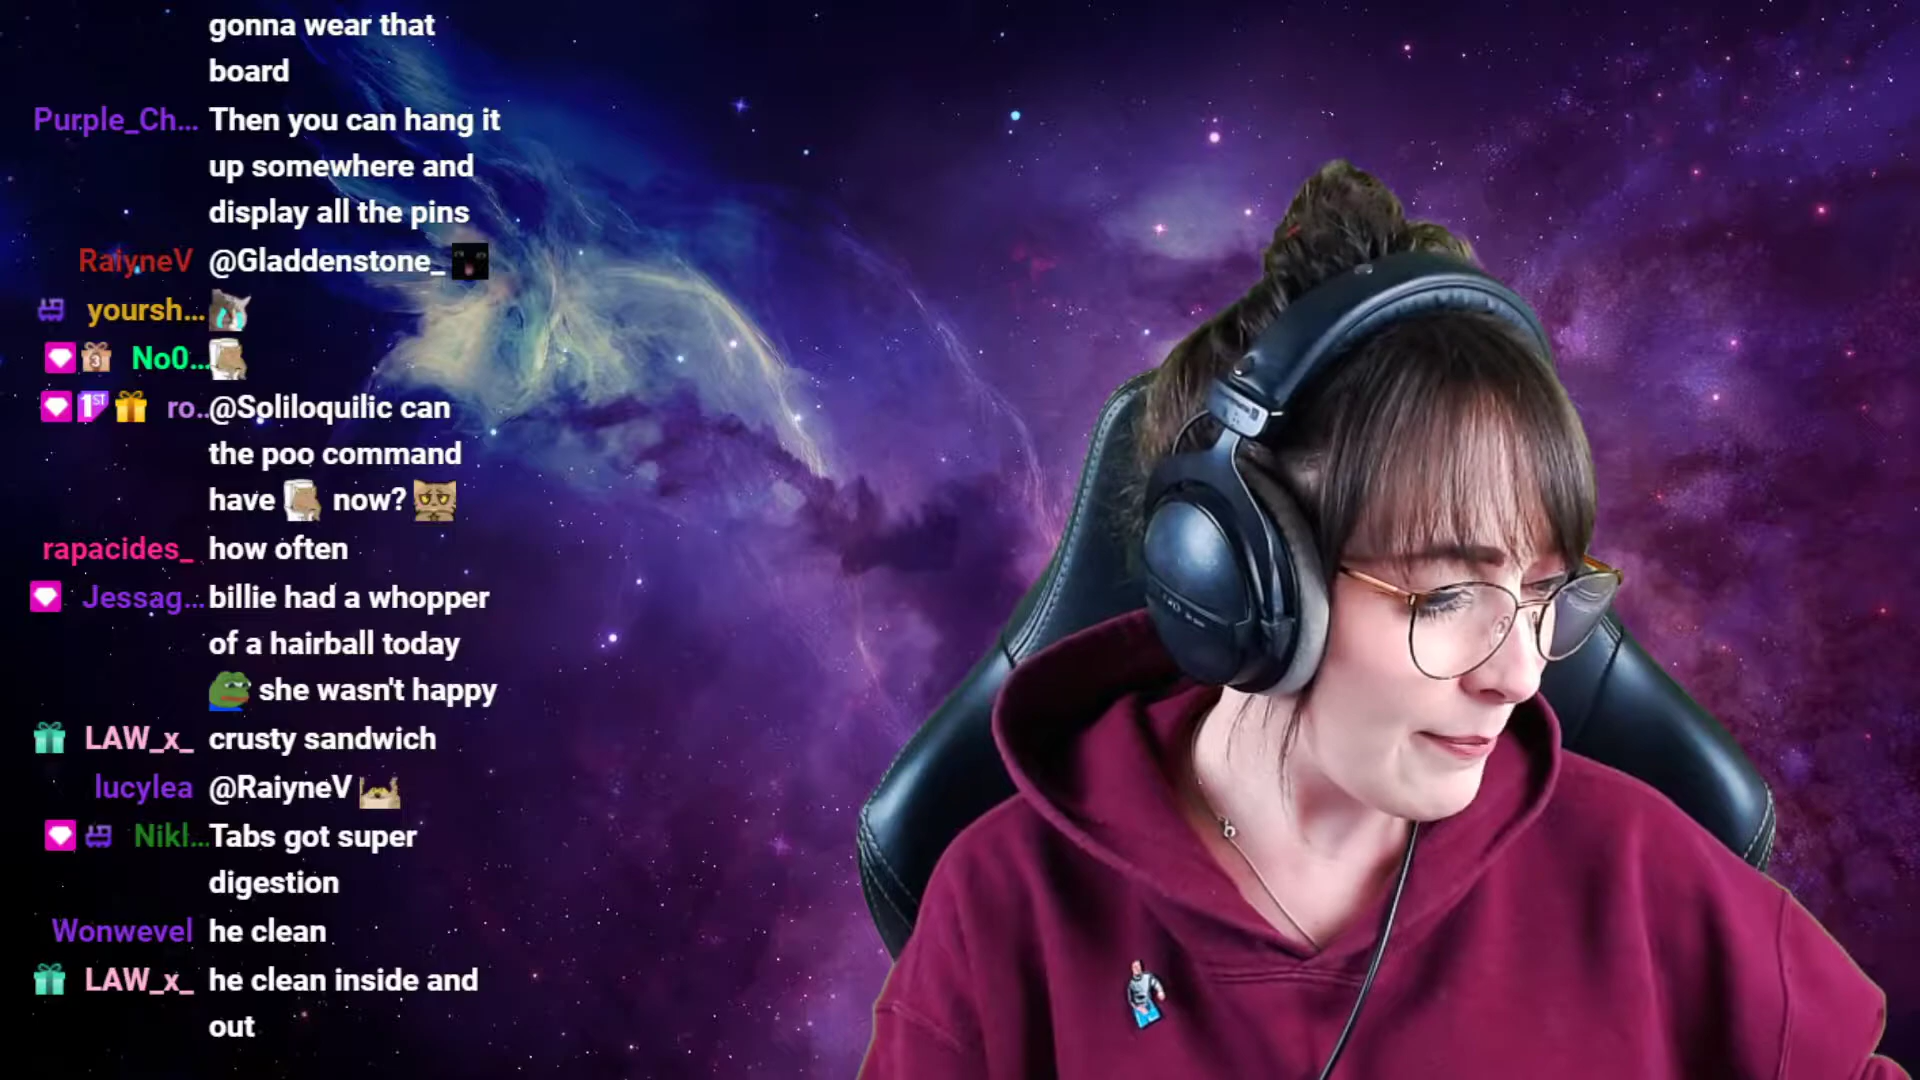 gonna wear that
board
Purple_Ch... Then you can hang it
up somewhere and
display all the pins
RaiyneV @Gladdenstone_
yoursh...
3 No0...
1ST ro.. @Soliloquilic can
the poo command
have now?
rapacides_ how often
Jessag... billie had a whopper
of a hairball today
she wasn't happy
LAW_x_ crusty sandwich
lucylea @RaiyneV
Nikl... Tabs got super
digestion
Wonwevel he clean
LAW_x_ he clean inside and
out